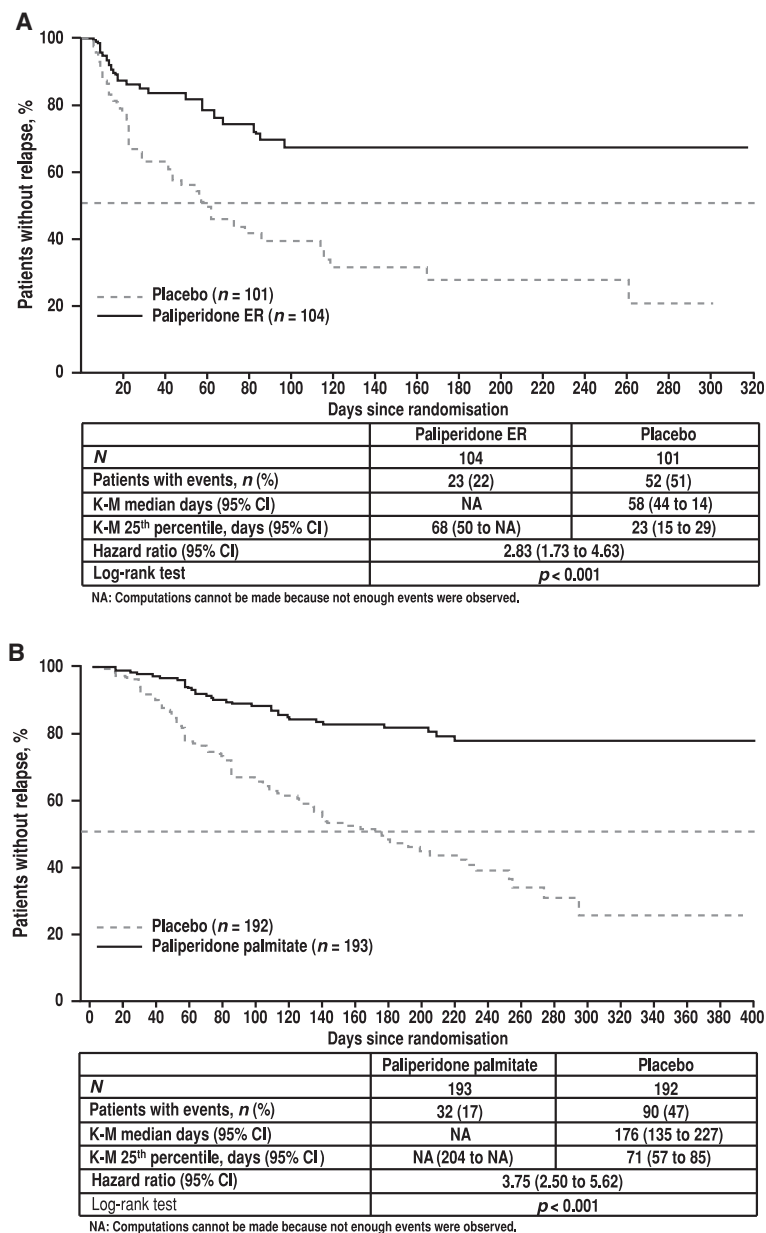 A
100
80
60
40
20
0
Patients without relapse, %
Placebo (n = 101)
Paliperidone ER (n = 104)
20 40 60 80 100 120 140 160 180 200 220 240 260 280 300 320
Days since randomisation
Paliperidone ER Placebo
N 104 101
Patients with events, n (%) 23 (22) 52 (51)
K-M median days (95% CI) NA 58 (44 to 14)
K-M 25th percentile, days (95% CI) 68 (50 to NA) 23 (15 to 29)
Hazard ratio (95% CI) 2.83 (1.73 to 4.63)
Log-rank test p < 0.001
NA: Computations cannot be made because not enough events were observed.
B
100
80
60
40
20
0
Patients without relapse, %
Placebo (n = 192)
Paliperidone palmitate (n = 193)
0 20 40 60 80 100 120 140 160 180 200 220 240 260 280 300 320 340 360 380 400
Days since randomisation
Paliperidone palmitate Placebo
N 193 192
Patients with events, n (%) 32 (17) 90 (47)
K-M median days (95% CI) NA 176 (135 to 227)
K-M 25th percentile, days (95% CI) NA (204 to NA) 71 (57 to 85)
Hazard ratio (95% CI) 3.75 (2.50 to 5.62)
Log-rank test p < 0.001
NA: Computations cannot be made because not enough events were observed.